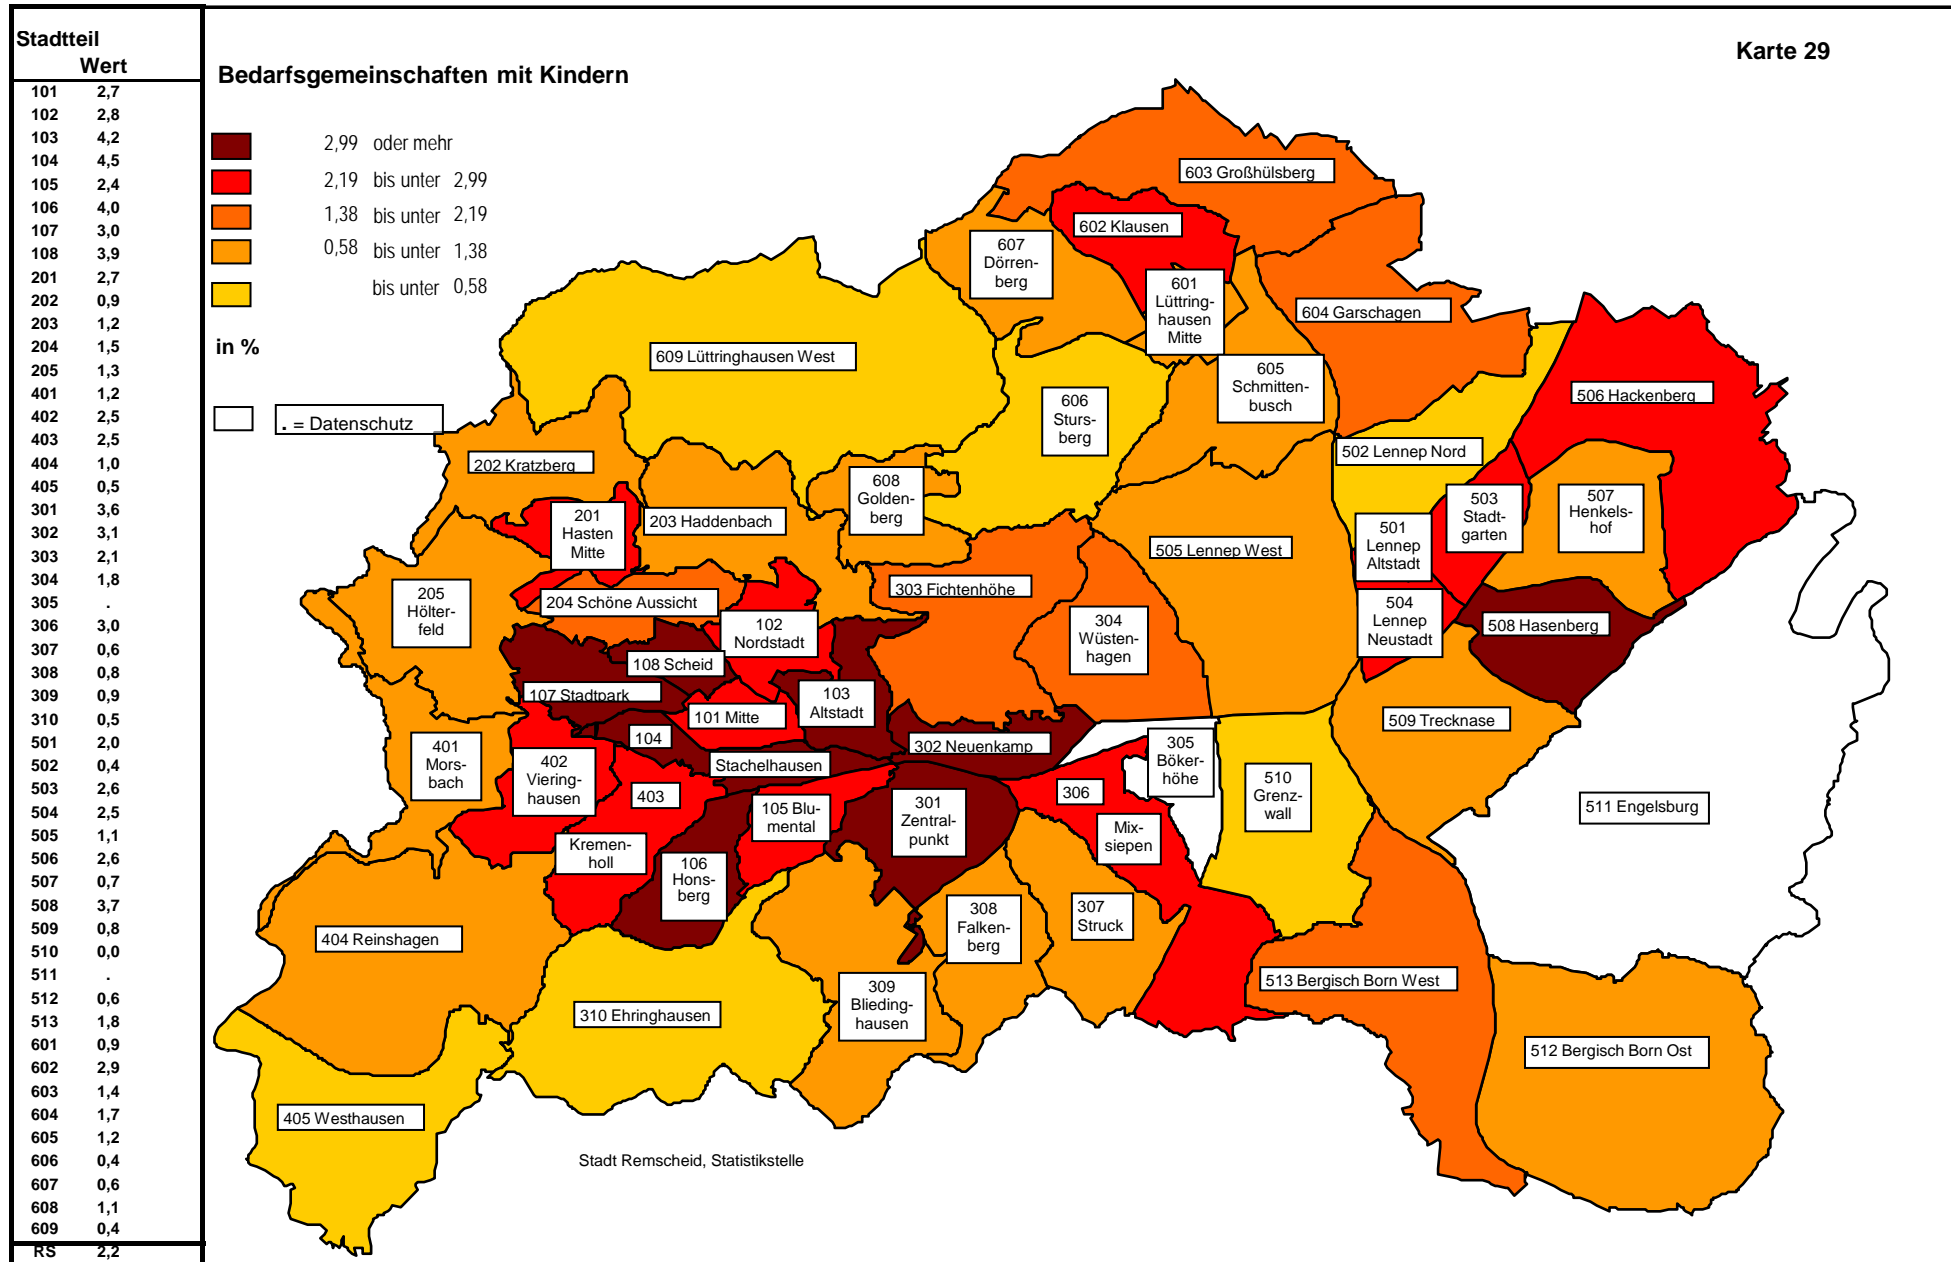 Stadtteil
Wert
101 2,7
102 2,8
103 4,2
104 4,5
105 2,4
106 4,0
107 3,0
108 3,9
201 2,7
202 0,9
203 1,2
204 1,5
205 1,3
401 1,2
402 2,5
403 2,5
404 1,0
405 0,5
301 3,6
302 3,1
303 2,1
304 1,8
305 .
306 3,0
307 0,6
308 0,8
309 0,9
310 0,5
501 2,0
502 0,4
503 2,6
504 2,5
505 1,1
506 2,6
507 0,7
508 3,7
509 0,8
510 0,0
511 .
512 0,6
513 1,8
601 0,9
602 2,9
603 1,4
604 1,7
605 1,2
606 0,4
607 0,6
608 1,1
609 0,4
RS 2,2
Karte 29
Bedarfsgemeinschaften mit Kindern
2,99 oder mehr
2,19 bis unter 2,99
1,38 bis unter 2,19
0,58 bis unter 1,38
bis unter 0,58
in %
. = Datenschutz
603 Großhülsberg
602 Klausen
607
Dörren-
berg
601
Lüttring-
hausen
Mitte
604 Garschagen
609 Lüttringhausen West
605
Schmitten-
busch
606
Sturs-
berg
506 Hackenberg
502 Lennep Nord
202 Kratzberg
608
Golden-
berg
503
Stadt-
garten
507
Henkels-
hof
201
Hasten
Mitte
203 Haddenbach
501
Lennep
Altstadt
505 Lennep West
303 Fichtenhöhe
205
Hölter-
feld
204 Schöne Aussicht
504
Lennep
Neustadt
508 Hasenberg
102
Nordstadt
304
Wüsten-
hagen
108 Scheid
107 Stadtpark
103
Altstadt
101 Mitte
509 Trecknase
104
Stachelhausen
302 Neuenkamp
305
Böker-
höhe
401
Mors-
bach
402
Viering-
hausen
510
Grenz-
wall
403
Kremen-
holl
105 Blu-
mental
301
Zentral-
punkt
306
Mix-
siepen
511 Engelsburg
106
Hons-
berg
308
Falken-
berg
307
Struck
404 Reinshagen
513 Bergisch Born West
309
Blieding-
hausen
310 Ehringhausen
512 Bergisch Born Ost
405 Westhausen
Stadt Remscheid, Statistikstelle